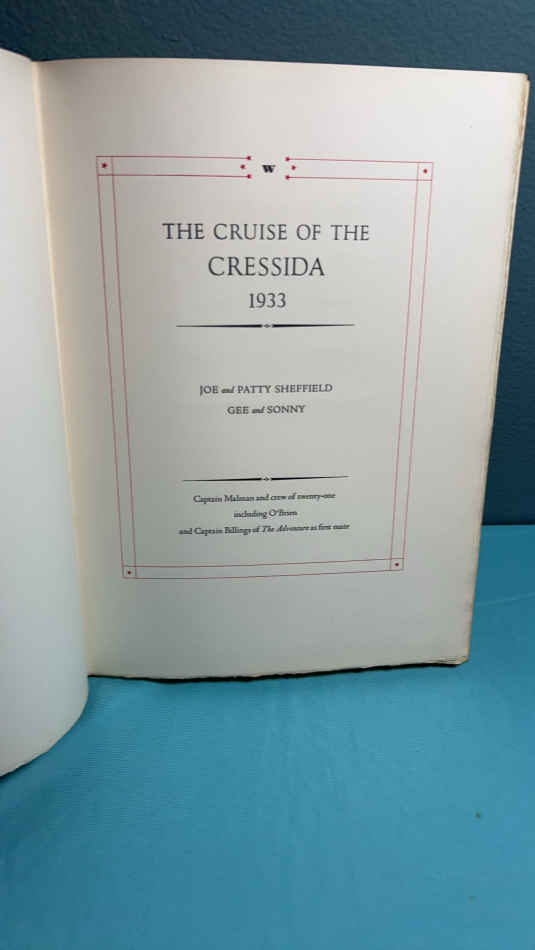 W
THE CRUISE OF THE
CRESSIDA
1933
JOE and PATTY SHEFFIELD
GEE and SONNY
Captain Malman and crew of twenty-one
including O'Brien
and Captain Billings of The Adventure as first mate